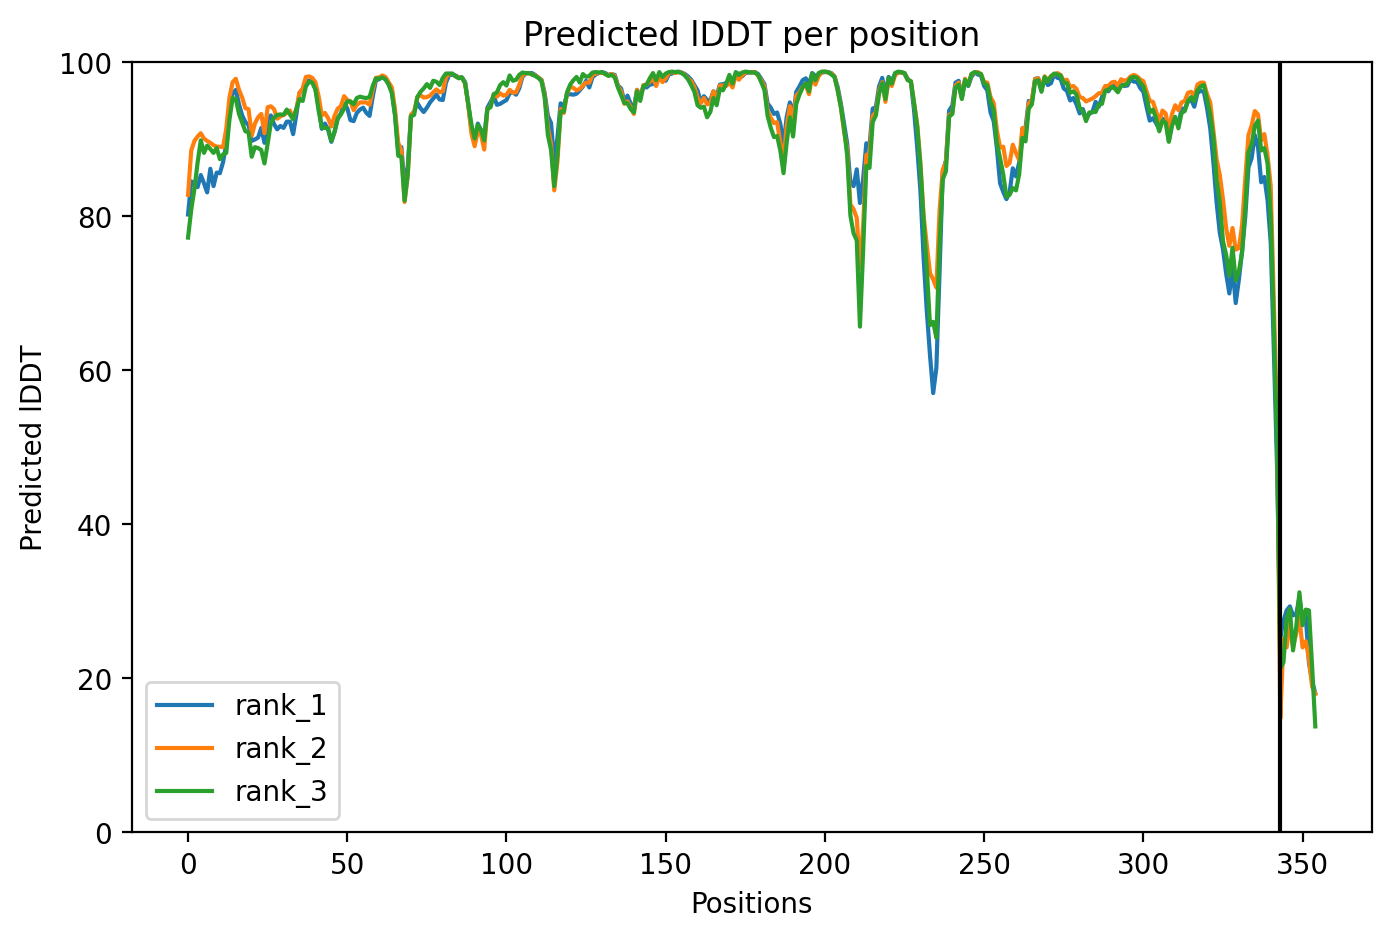 Predicted lDDT per position
100
80
60
40
20
0
Predicted lDDT
rank_1
rank_2
rank_3
0 50 100 150 200 250 300 350
Positions